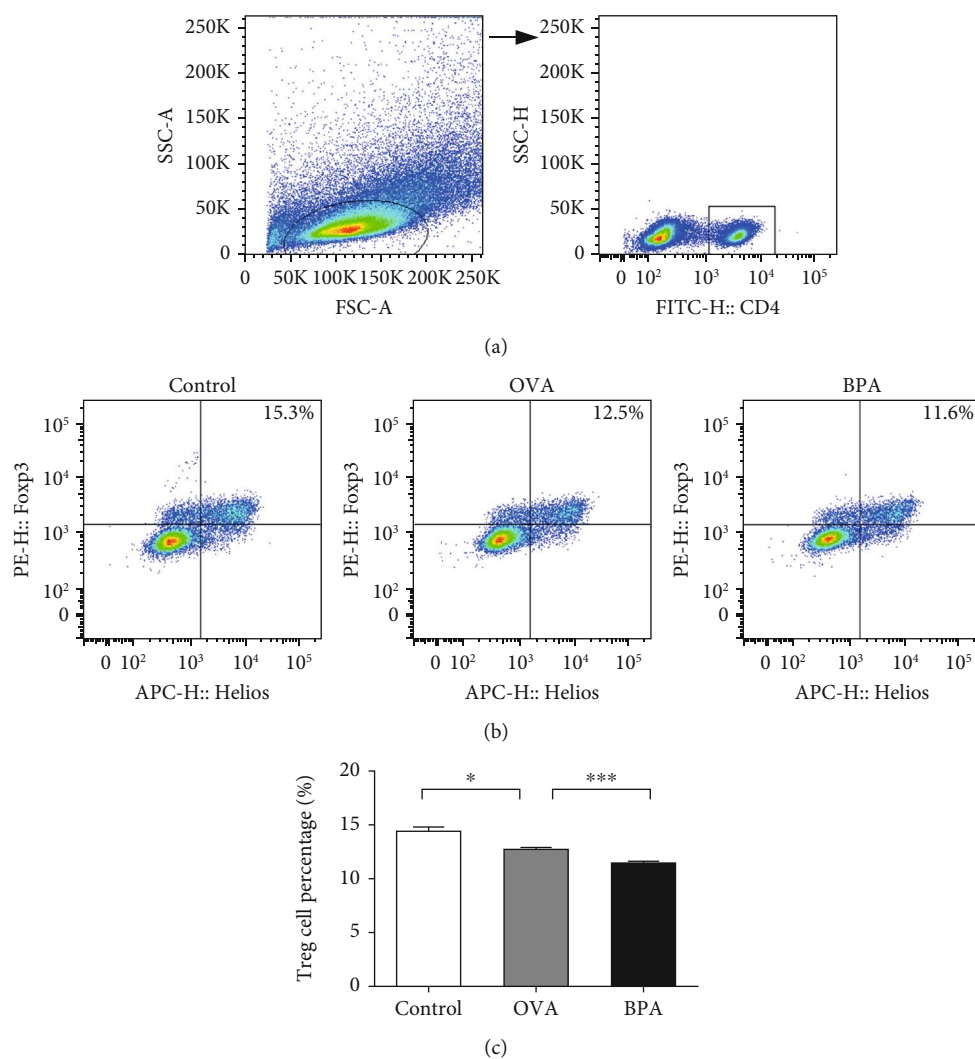 250K
200K
150K
100K
50K
0
SSC-A
0 50K 100K 150K 200K 250K
FSC-A
250K
200K
150K
100K
50K
0
SSC-H
0 10² 10³ 10⁴ 10⁵
FITC-H:: CD4
(a)
Control
15.3%
10⁵
10⁴
10³
10²
0
PE-H:: Foxp3
0 10² 10³ 10⁴ 10⁵
APC-H:: Helios
OVA
12.5%
10⁵
10⁴
10³
10²
0
PE-H:: Foxp3
0 10² 10³ 10⁴ 10⁵
APC-H:: Helios
BPA
11.6%
10⁵
10⁴
10³
10²
0
PE-H:: Foxp3
0 10² 10³ 10⁴ 10⁵
APC-H:: Helios
(b)
20
15
10
5
0
Treg cell percentage (%)
* ***
Control OVA BPA
(c)